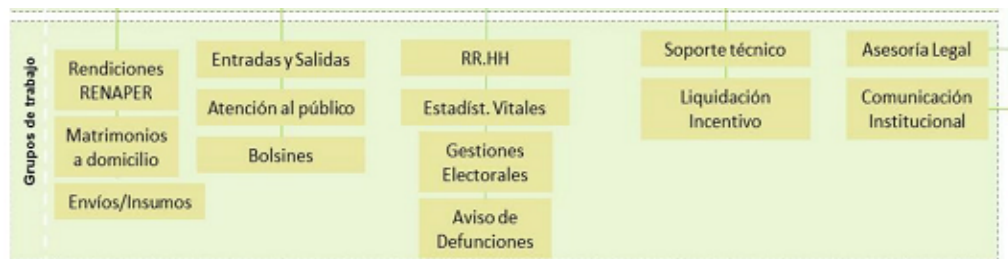 Grupos de trabajo
Rendiciones
RENAPER
Matrimonios
a domicilio
Envíos/Insumos
Entradas y Salidas
Atención al público
Bolsines
RR.HH
Estadíst. Vitales
Gestiones
Electorales
Aviso de
Defunciones
Soporte técnico
Liquidación
Incentivo
Asesoría Legal
Comunicación
Institucional